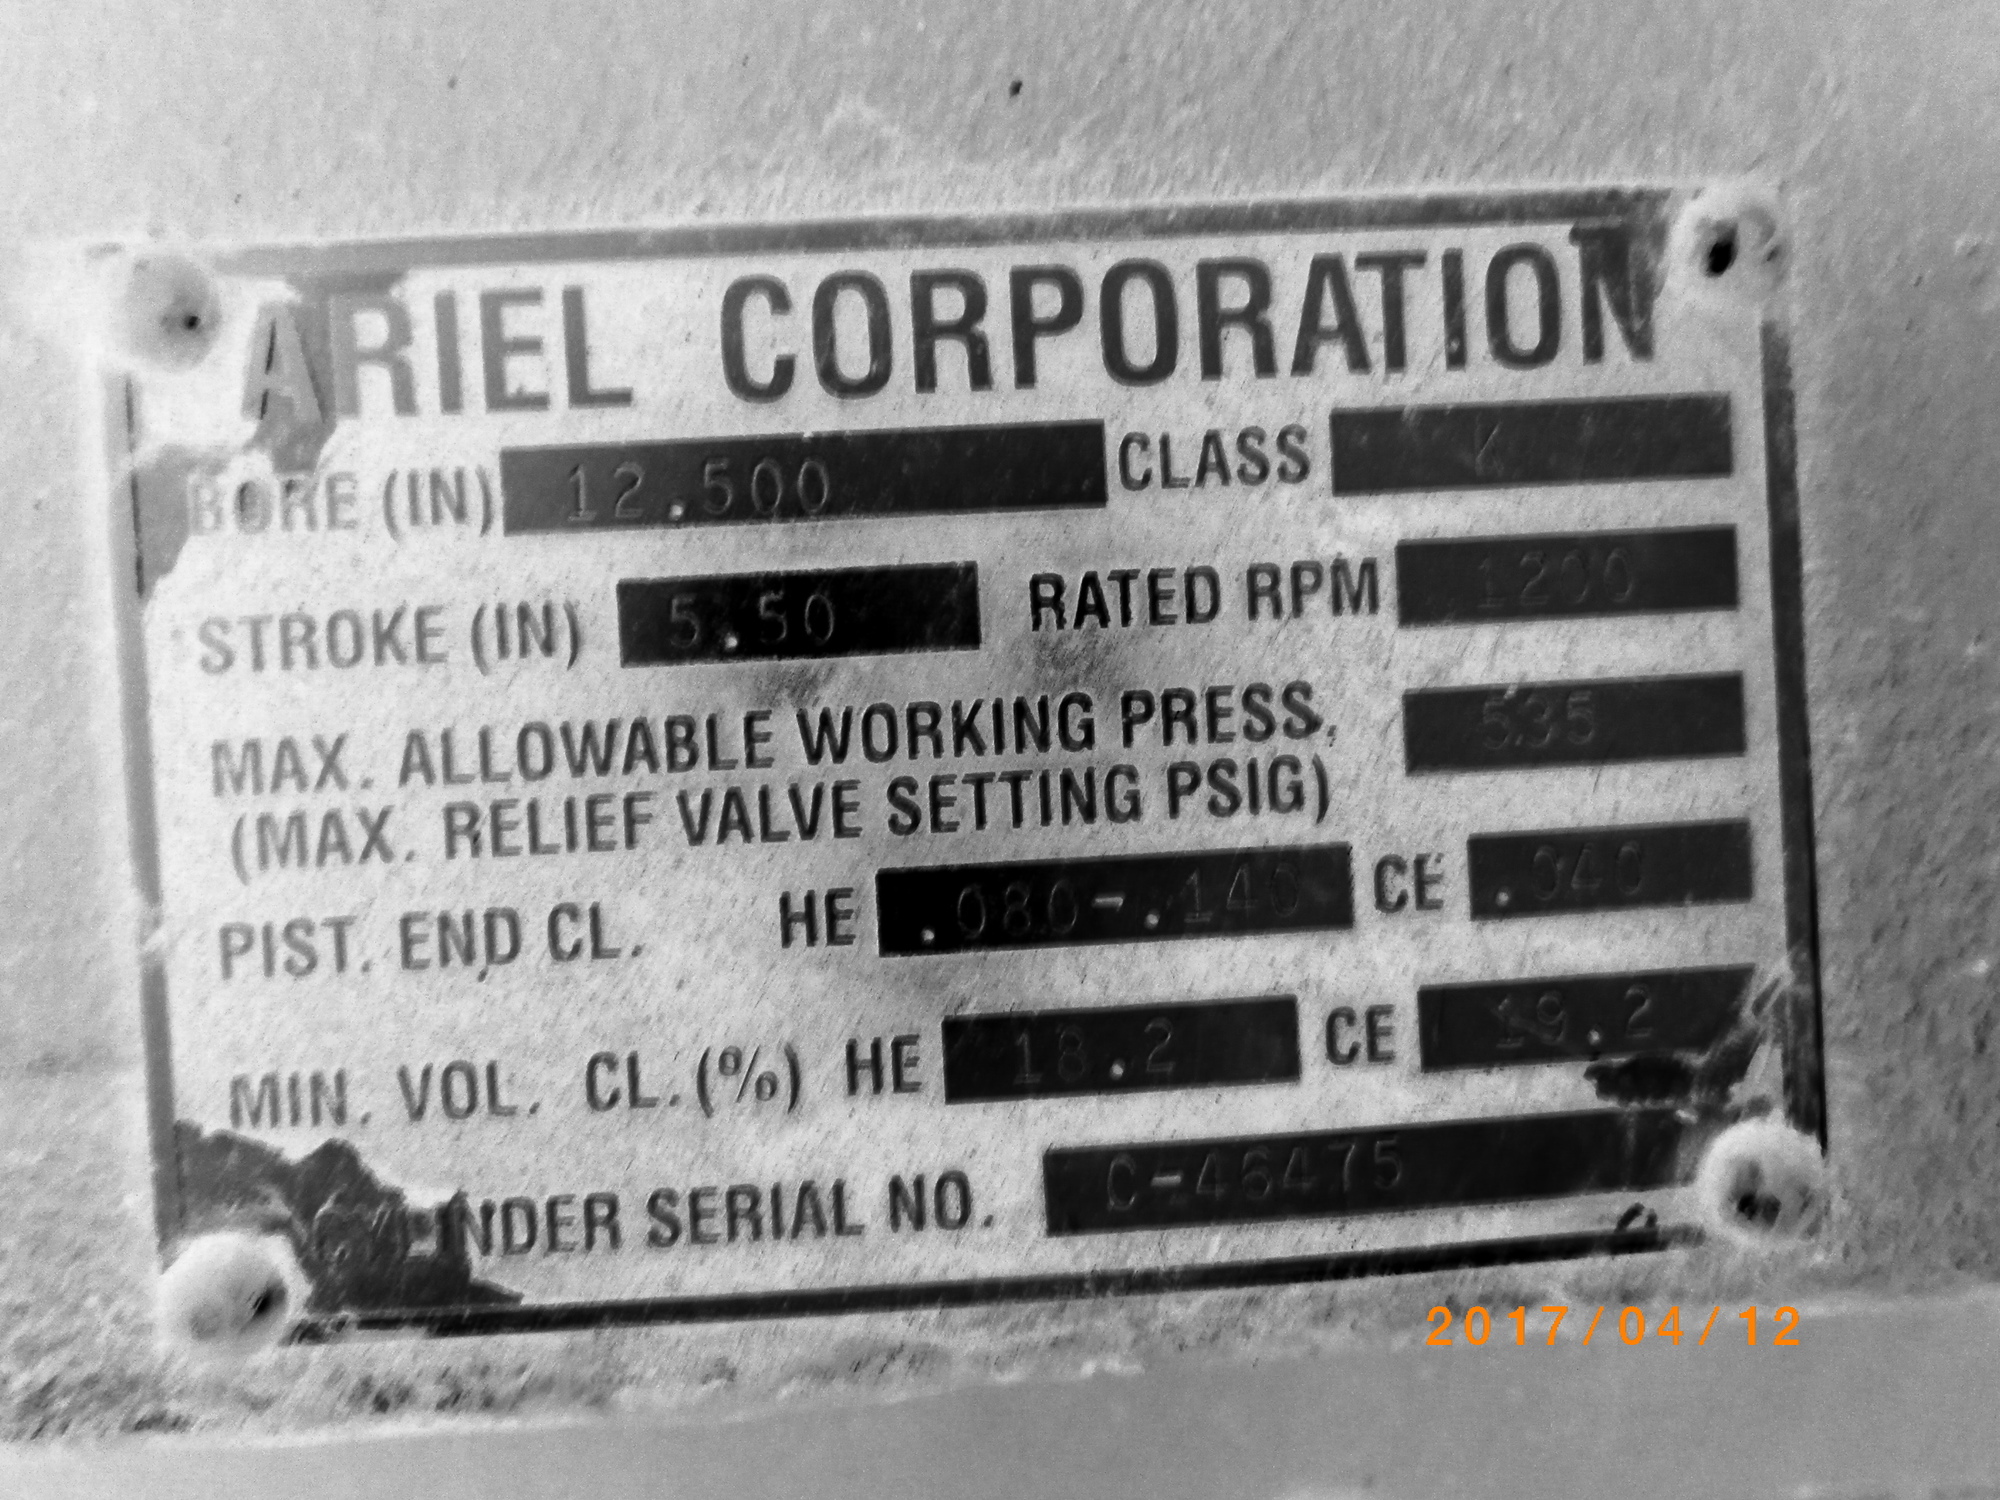 ARIEL CORPORATION
BORE (IN) 12.500 CLASS K
STROKE (IN) 5.50 RATED RPM 1200
MAX. ALLOWABLE WORKING PRESS. 535
(MAX. RELIEF VALVE SETTING PSIG)
PIST. END CL. HE .080-.140 CE .040
MIN. VOL. CL.(%) HE 18.2 CE 19.2
CYLINDER SERIAL NO. C-46475
2017/04/12